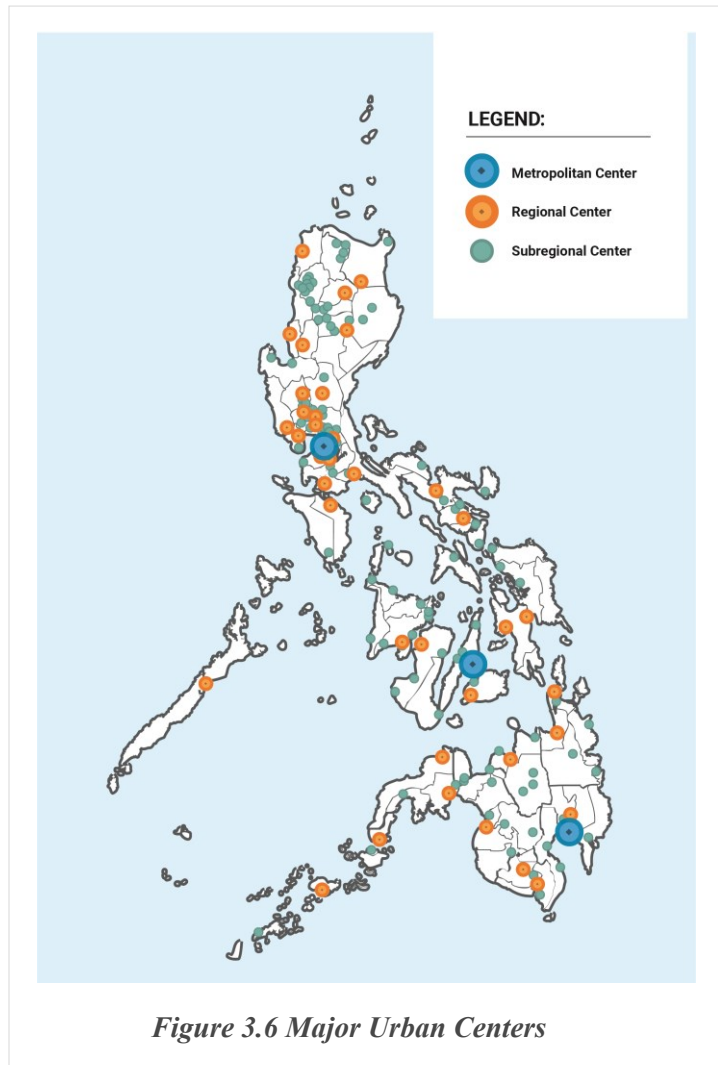 LEGEND:
Metropolitan Center
Regional Center
Subregional Center
Figure 3.6 Major Urban Centers